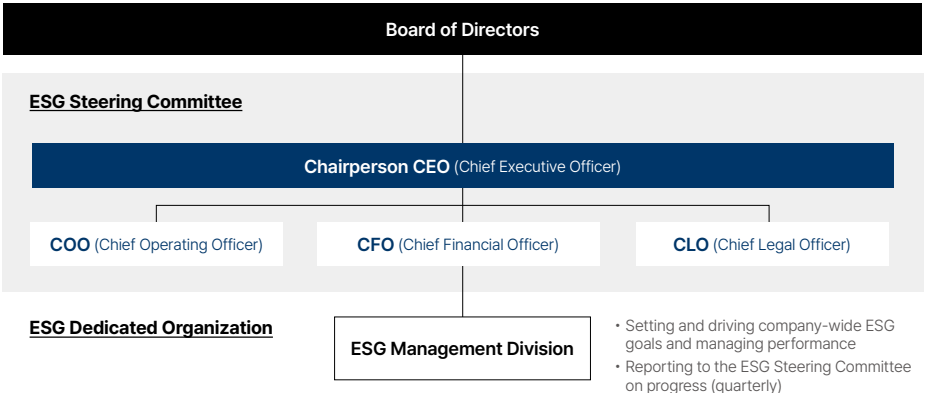 Board of Directors
ESG Steering Committee
Chairperson CEO (Chief Executive Officer)
COO (Chief Operating Officer)
CFO (Chief Financial Officer)
CLO (Chief Legal Officer)
ESG Dedicated Organization
ESG Management Division
• Setting and driving company-wide ESG
goals and managing performance
• Reporting to the ESG Steering Committee
on progress (quarterly)